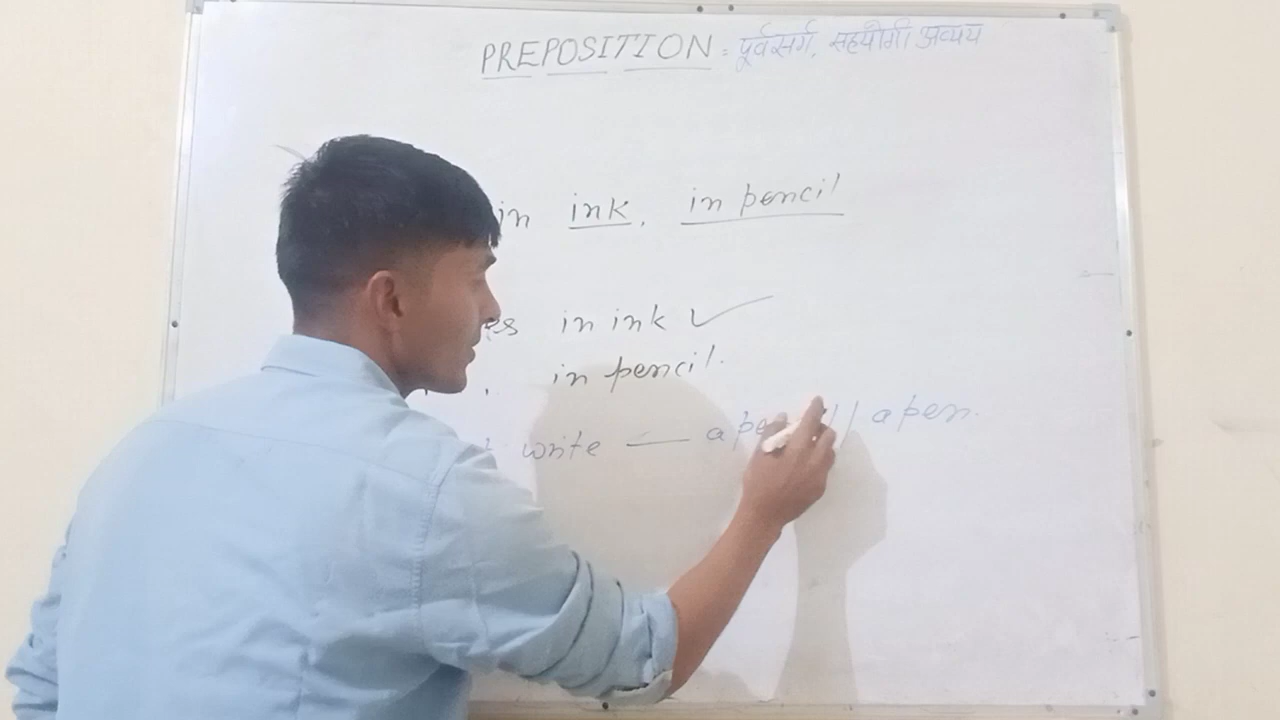 PREPOSITION = पूर्वसर्ग, सहयोगी अव्यय
in ink, in pencil
in ink ✓
in pencil.
write — a / a pen.